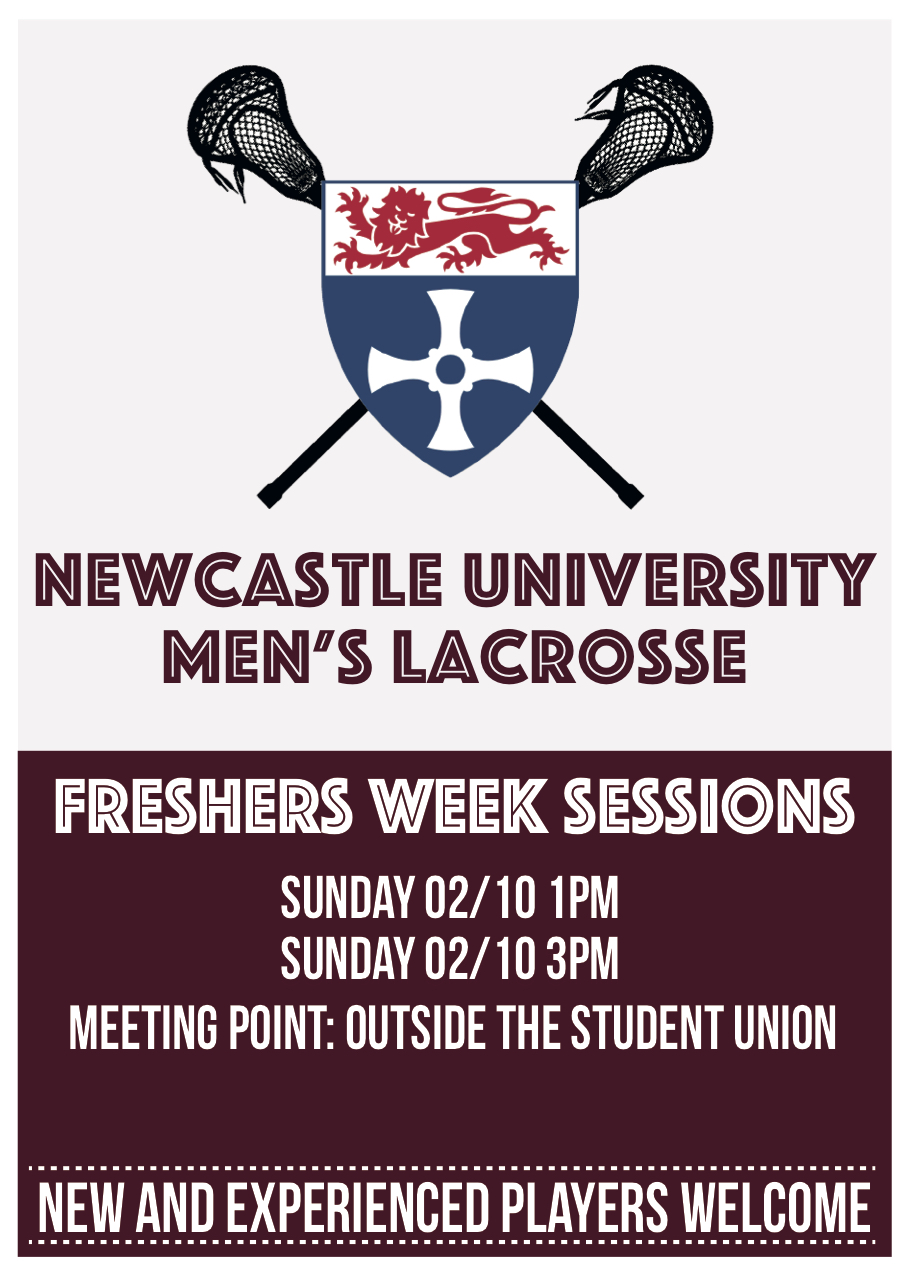 NEWCASTLE UNIVERSITY
MEN'S LACROSSE
FRESHERS WEEK SESSIONS
SUNDAY 02/10 1PM
SUNDAY 02/10 3PM
MEETING POINT: OUTSIDE THE STUDENT UNION
NEW AND EXPERIENCED PLAYERS WELCOME